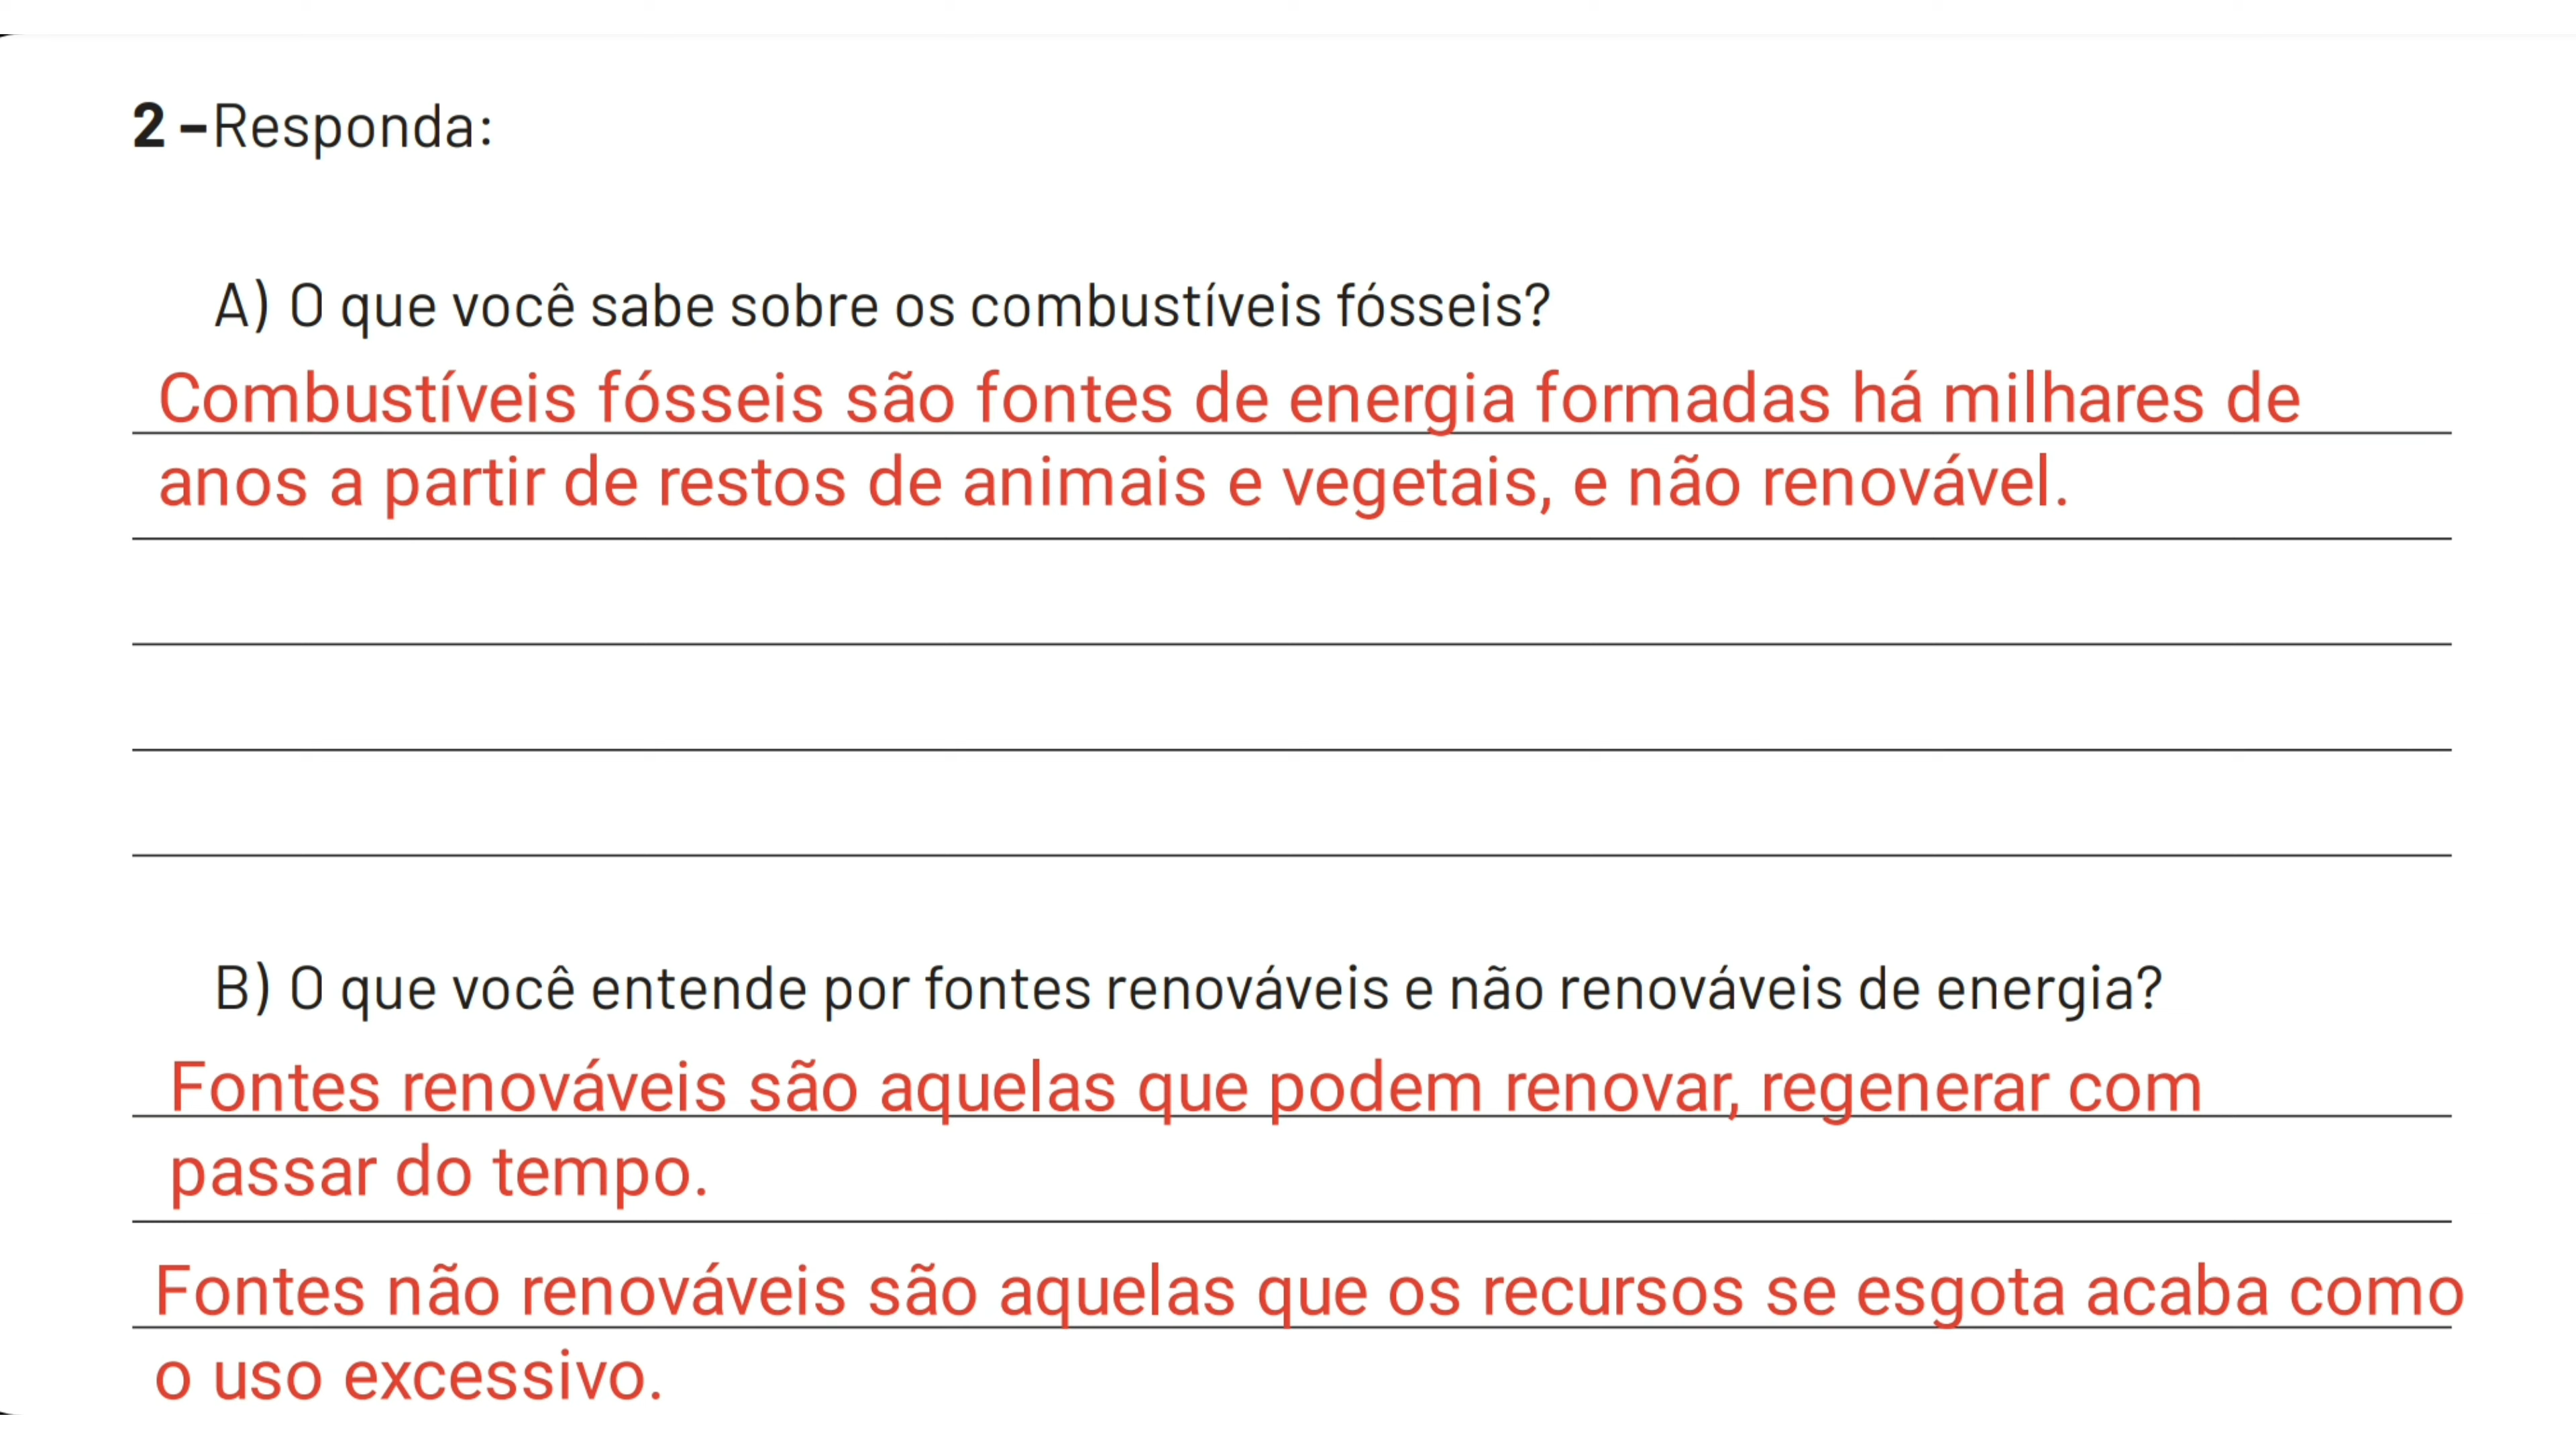 2 – Responda:
A) O que você sabe sobre os combustíveis fósseis?
Combustíveis fósseis são fontes de energia formadas há milhares de
anos a partir de restos de animais e vegetais, e não renovável.
B) O que você entende por fontes renováveis e não renováveis de energia?
Fontes renováveis são aquelas que podem renovar, regenerar com
passar do tempo.
Fontes não renováveis são aquelas que os recursos se esgota acaba como
o uso excessivo.